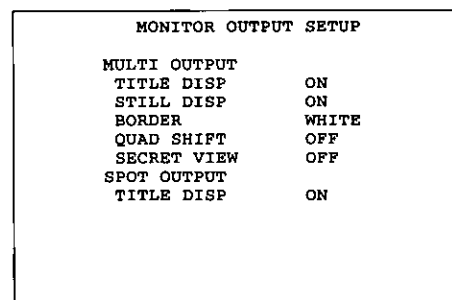 MONITOR OUTPUT SETUP
MULTI OUTPUT
TITLE DISP ON
STILL DISP ON
BORDER WHITE
QUAD SHIFT OFF
SECRET VIEW OFF
SPOT OUTPUT
TITLE DISP ON